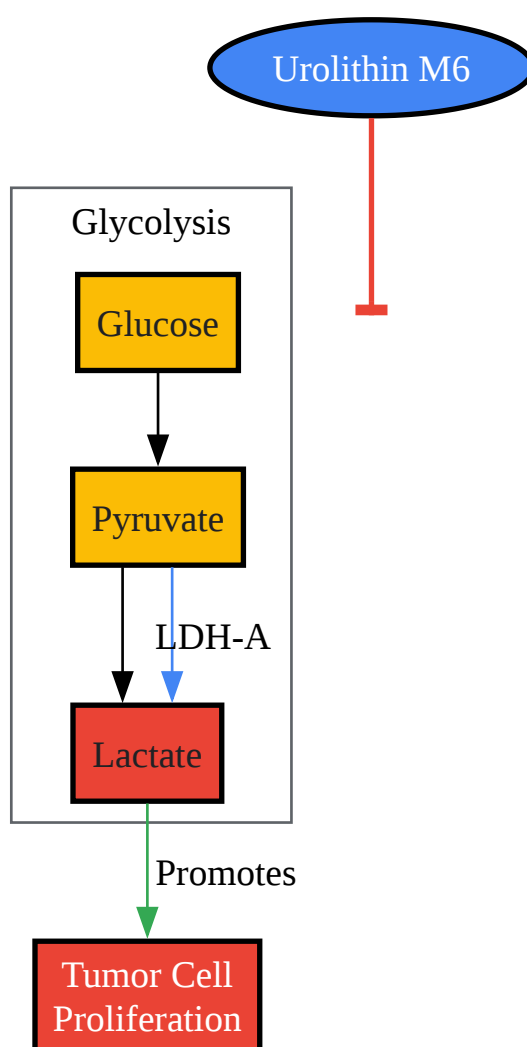 Urolithin M6
Glycolysis
Glucose
Pyruvate
LDH-A
Lactate
Promotes
Tumor Cell
Proliferation